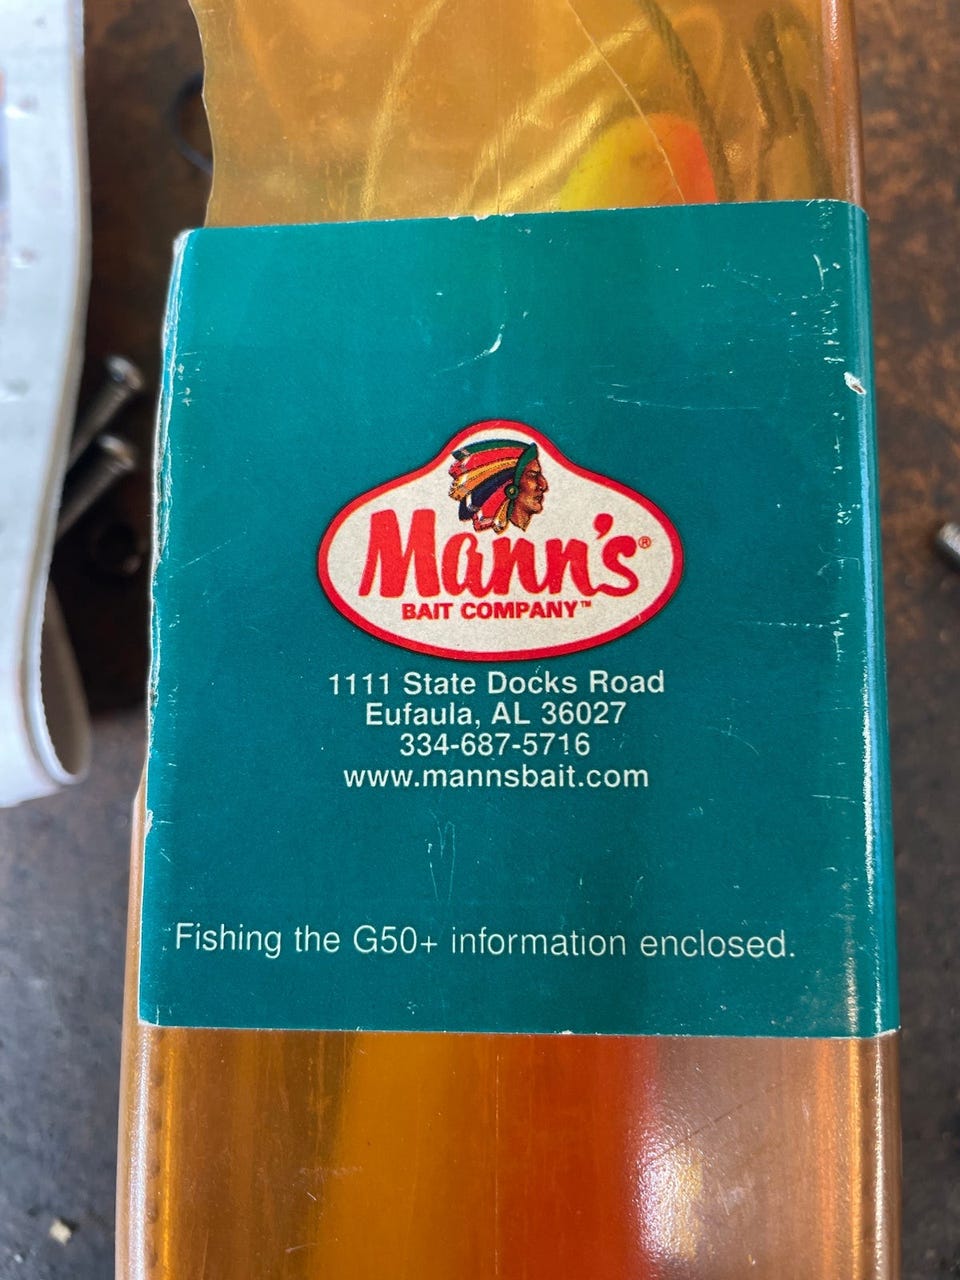 Mann's®
BAIT COMPANY™
1111 State Docks Road
Eufaula, AL 36027
334-687-5716
www.mannsbait.com
Fishing the G50+ information enclosed.